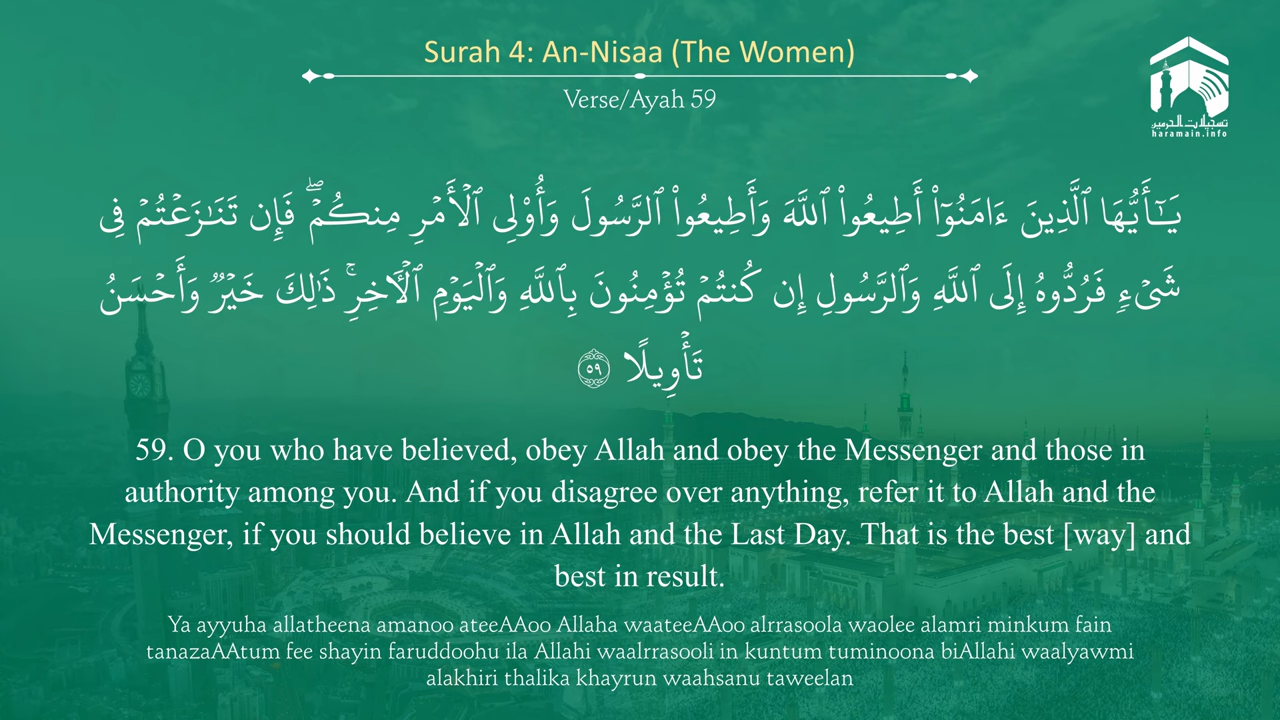 Surah 4: An-Nisaa (The Women)
Verse/Ayah 59
تسجيلات الحرمين
haramain.info
يَـٰٓأَيُّهَا ٱلَّذِينَ ءَامَنُوٓا۟ أَطِيعُوا۟ ٱللَّهَ وَأَطِيعُوا۟ ٱلرَّسُولَ وَأُو۟لِى ٱلْأَمْرِ مِنكُمْ ۖ فَإِن تَنَـٰزَعْتُمْ فِى
شَىْءٍ فَرُدُّوهُ إِلَى ٱللَّهِ وَٱلرَّسُولِ إِن كُنتُمْ تُؤْمِنُونَ بِٱللَّهِ وَٱلْيَوْمِ ٱلْـَٔاخِرِ ۚ ذَٰلِكَ خَيْرٌ وَأَحْسَنُ
تَأْوِيلًا ٥٩
59. O you who have believed, obey Allah and obey the Messenger and those in
authority among you. And if you disagree over anything, refer it to Allah and the
Messenger, if you should believe in Allah and the Last Day. That is the best [way] and
best in result.
Ya ayyuha allatheena amanoo ateeAAoo Allaha waateeAAoo alrrasoola waolee alamri minkum fain
tanazaAAtum fee shayin faruddoohu ila Allahi waalrrasooli in kuntum tuminoona biAllahi waalyawmi
alakhiri thalika khayrun waahsanu taweelan